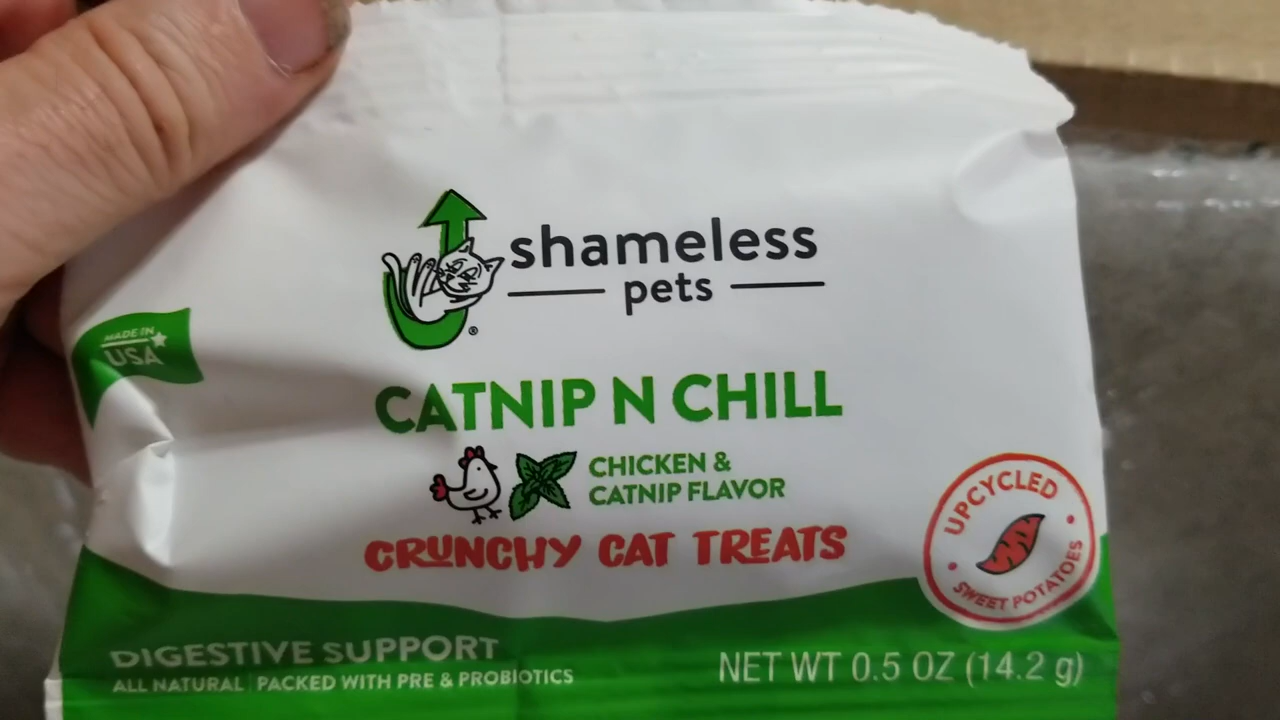 shameless
pets
®
MADE IN
USA
CATNIP N CHILL
CHICKEN &
CATNIP FLAVOR
CRUNCHY CAT TREATS
UPCYCLED
SWEET POTATOES
DIGESTIVE SUPPORT
ALL NATURAL | PACKED WITH PRE & PROBIOTICS
NET WT 0.5 OZ (14.2 g)